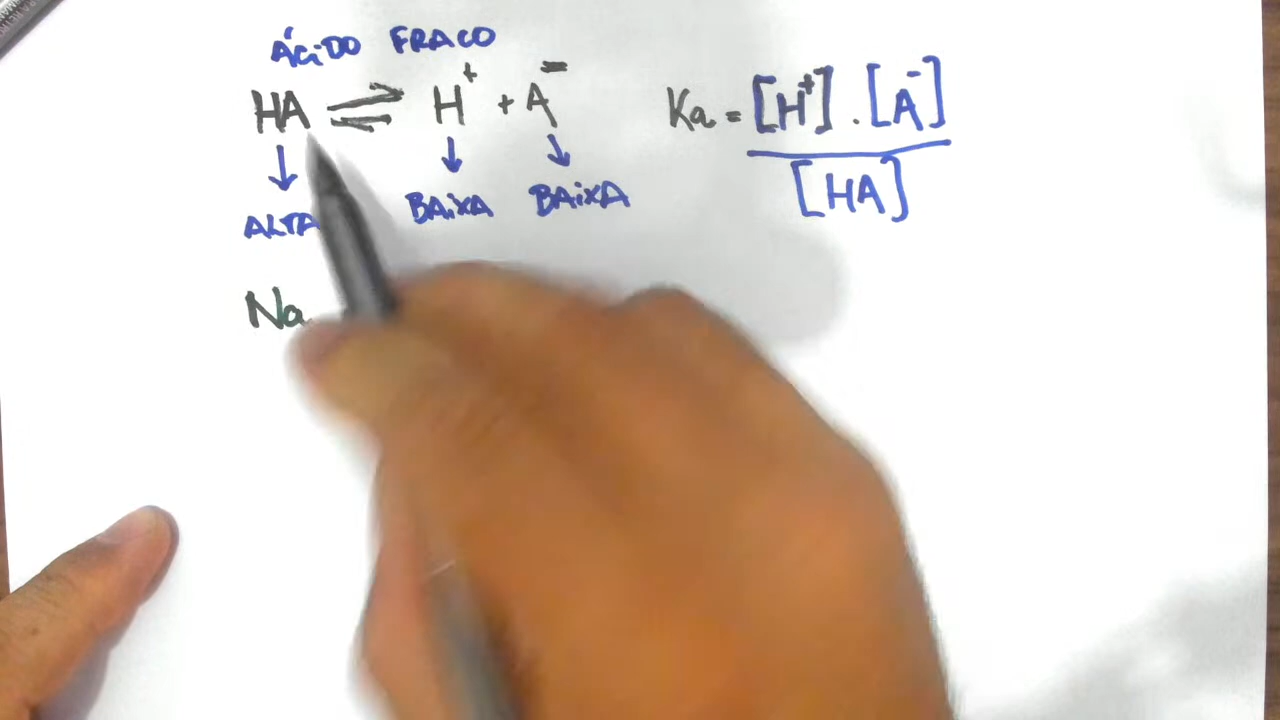 ÁCIDO FRACO
HA ⇌ H⁺ + A⁻ Ka = [H⁺] . [A⁻] / [HA]
↓ ↓ ↓
ALTA BAIXA BAIXA
Na